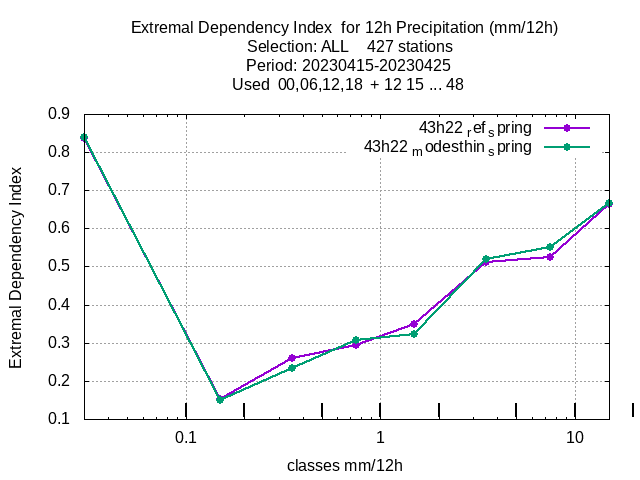 Extremal Dependency Index  for 12h Precipitation (mm/12h)
Selection: ALL    427 stations
Period: 20230415-20230425
Used  00,06,12,18  + 12 15 ... 48
43h22 ref spring
43h22 modesthin spring
Extremal Dependency Index
0.9
0.8
0.7
0.6
0.5
0.4
0.3
0.2
0.1
0.1 1 10
classes mm/12h